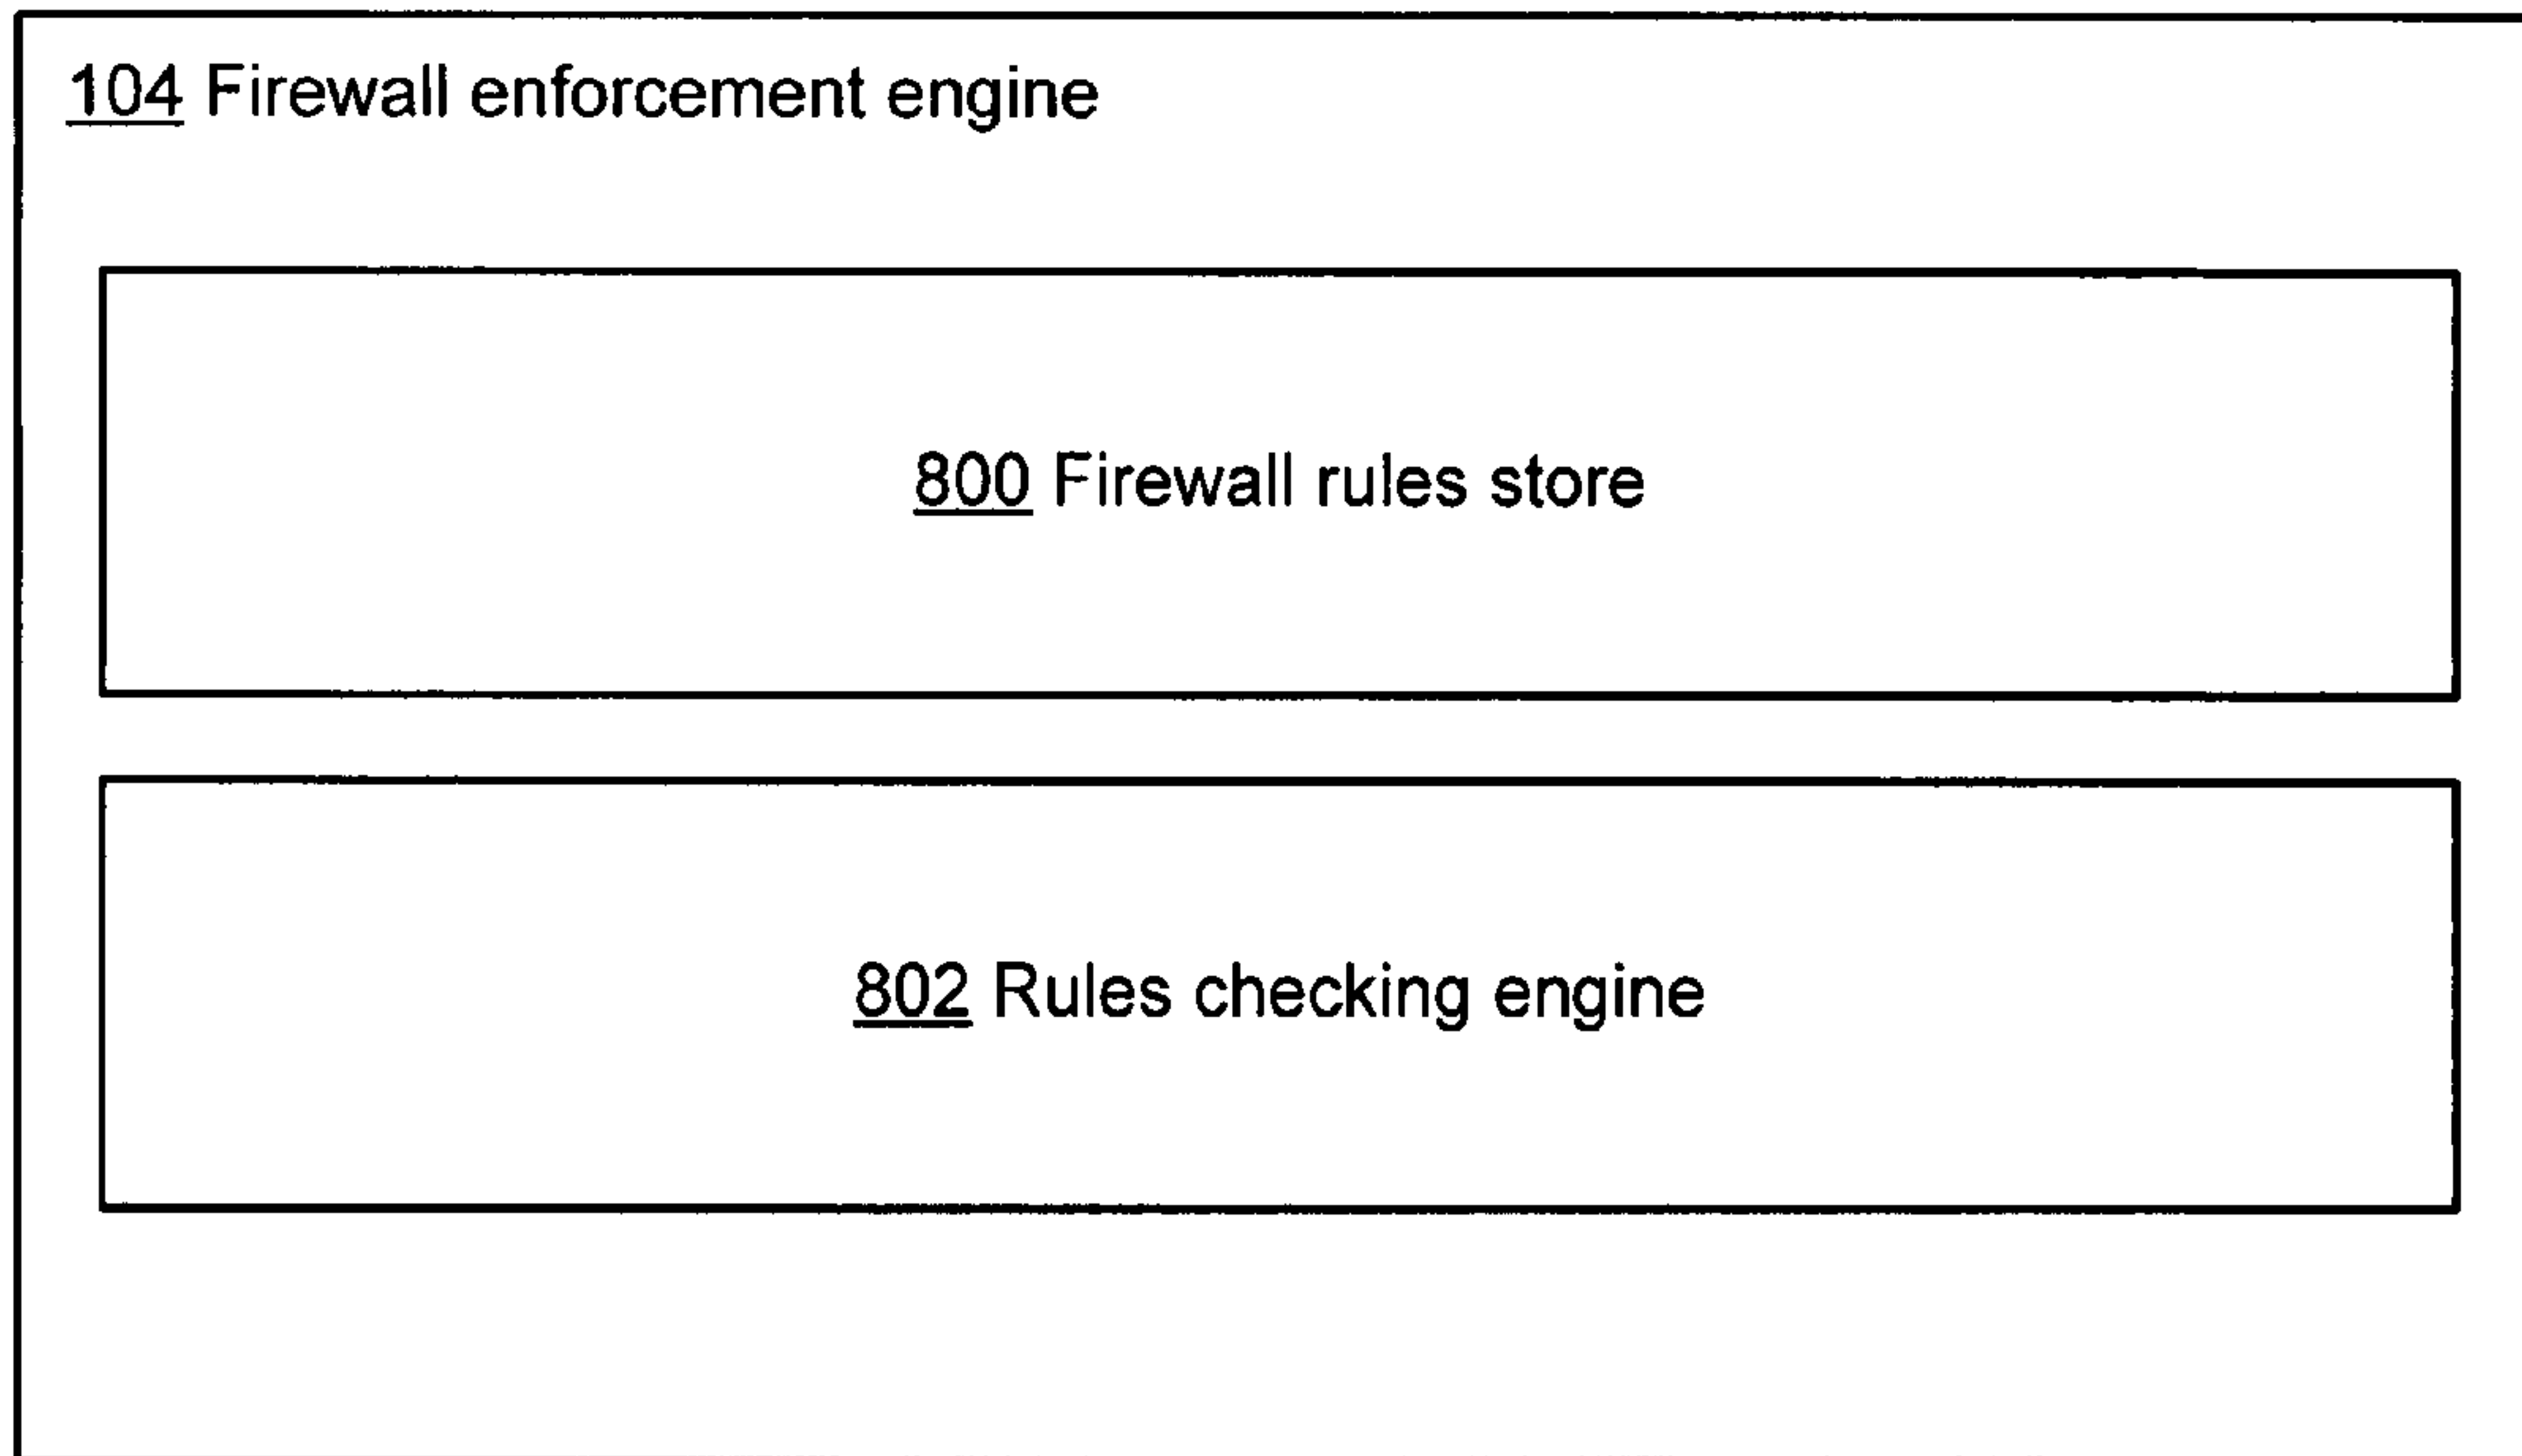 104 Firewall enforcement engine
800 Firewall rules store
802 Rules checking engine